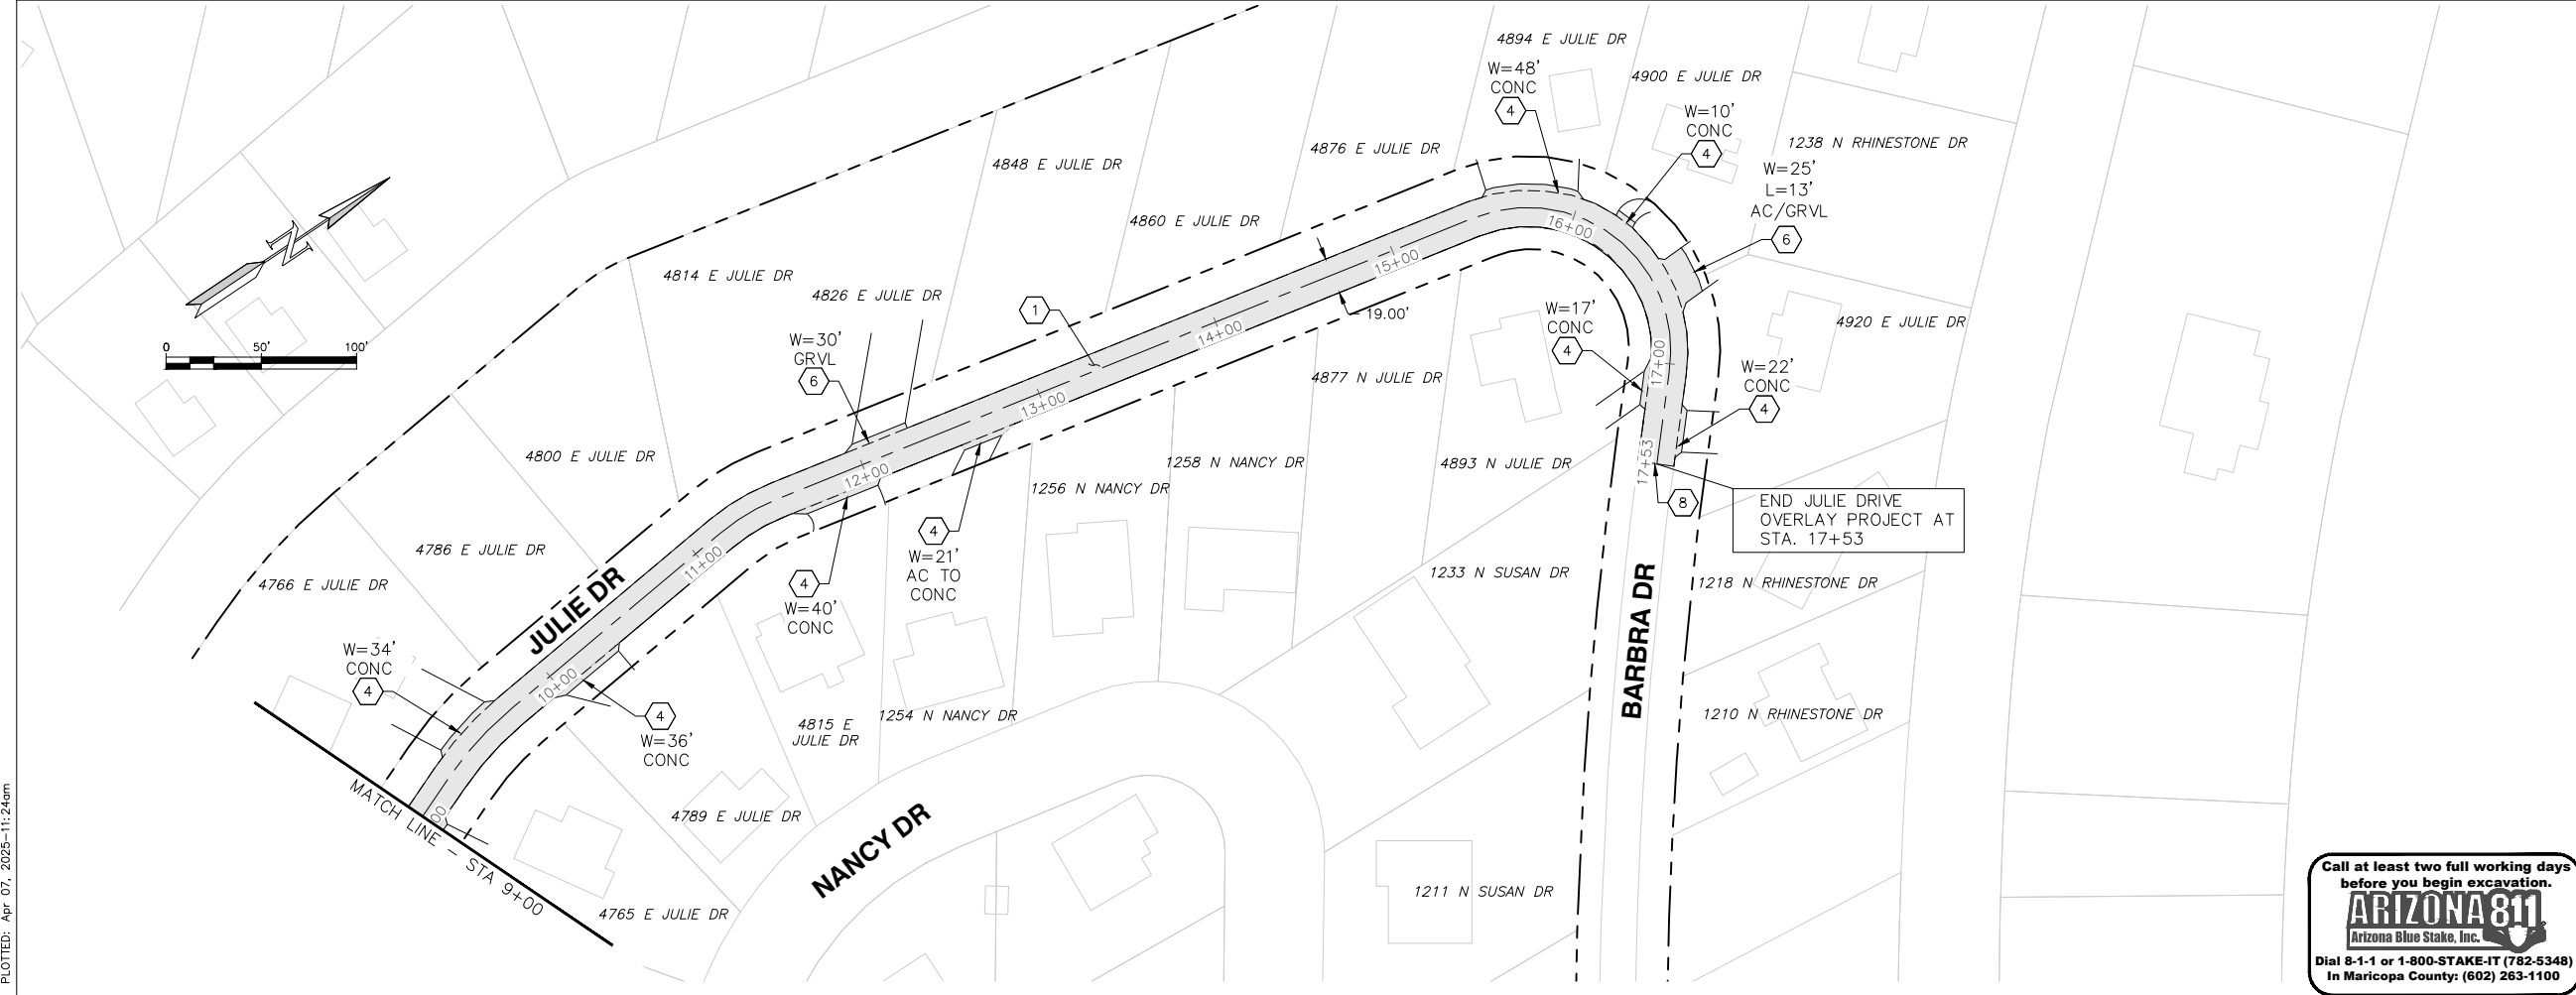 4894 E JULIE DR
W=48'
CONC
4
4900 E JULIE DR
W=10'
CONC
4
1238 N RHINESTONE DR
W=25'
L=13'
AC/GRVL
6
4876 E JULIE DR
4848 E JULIE DR
4860 E JULIE DR
N
0 50' 100'
4814 E JULIE DR
4826 E JULIE DR
1
W=30'
GRVL
6
19.00'
16+00
15+00
14+00
13+00
12+00
11+00
10+00
00
17+00
17+53
W=17'
CONC
4
4920 E JULIE DR
W=22'
CONC
4
4877 N JULIE DR
4893 N JULIE DR
8
END JULIE DRIVE
OVERLAY PROJECT AT
STA. 17+53
4800 E JULIE DR
1258 N NANCY DR
1256 N NANCY DR
4
W=21'
AC TO
CONC
4
W=40'
CONC
4786 E JULIE DR
4766 E JULIE DR
JULIE DR
W=34'
CONC
4
4
W=36'
CONC
4815 E
JULIE DR
1254 N NANCY DR
1233 N SUSAN DR
1218 N RHINESTONE DR
BARBRA DR
1210 N RHINESTONE DR
MATCH LINE - STA 9+00
4789 E JULIE DR
NANCY DR
4765 E JULIE DR
1211 N SUSAN DR
PLOTTED: Apr 07, 2025-11:24am
Call at least two full working days
before you begin excavation.
ARIZONA 811
Arizona Blue Stake, Inc.
Dial 8-1-1 or 1-800-STAKE-IT (782-5348)
In Maricopa County: (602) 263-1100